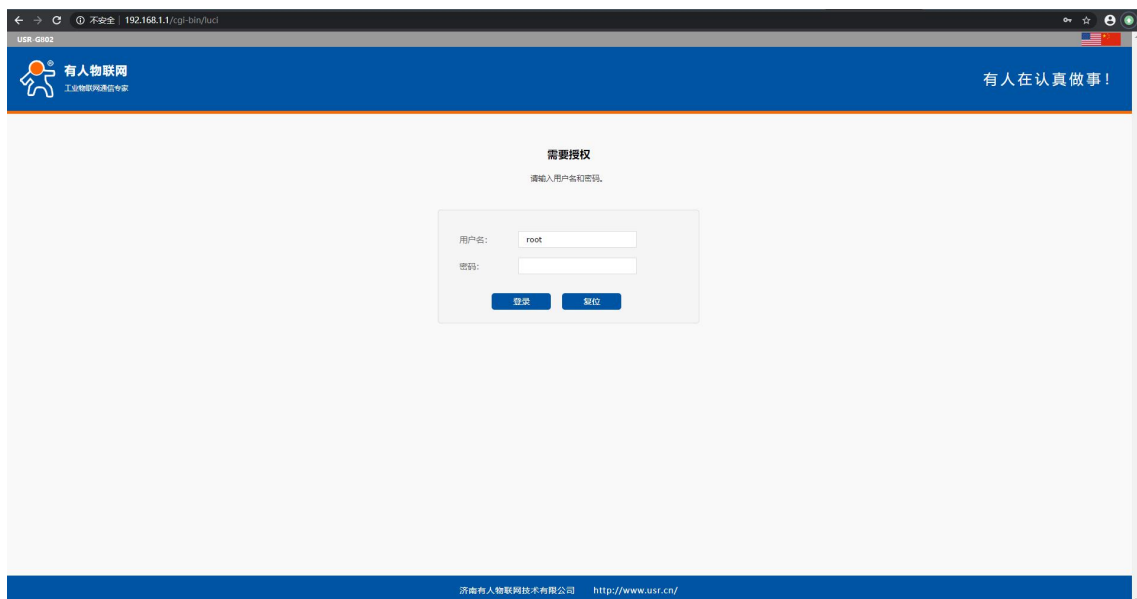 不安全 | 192.168.1.1/cgi-bin/luci
USR-G802
有人物联网
工业物联网通信专家
有人在认真做事！
需要授权
请输入用户名和密码。
用户名： root
密码：
登录 复位
济南有人物联网技术有限公司 http://www.usr.cn/